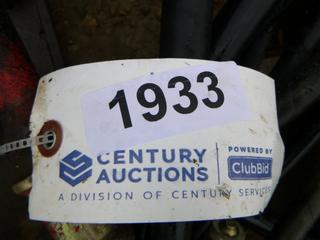 1933
CENTURY AUCTIONS
POWERED BY
ClubBid
A DIVISION OF CENTURY SERVICES